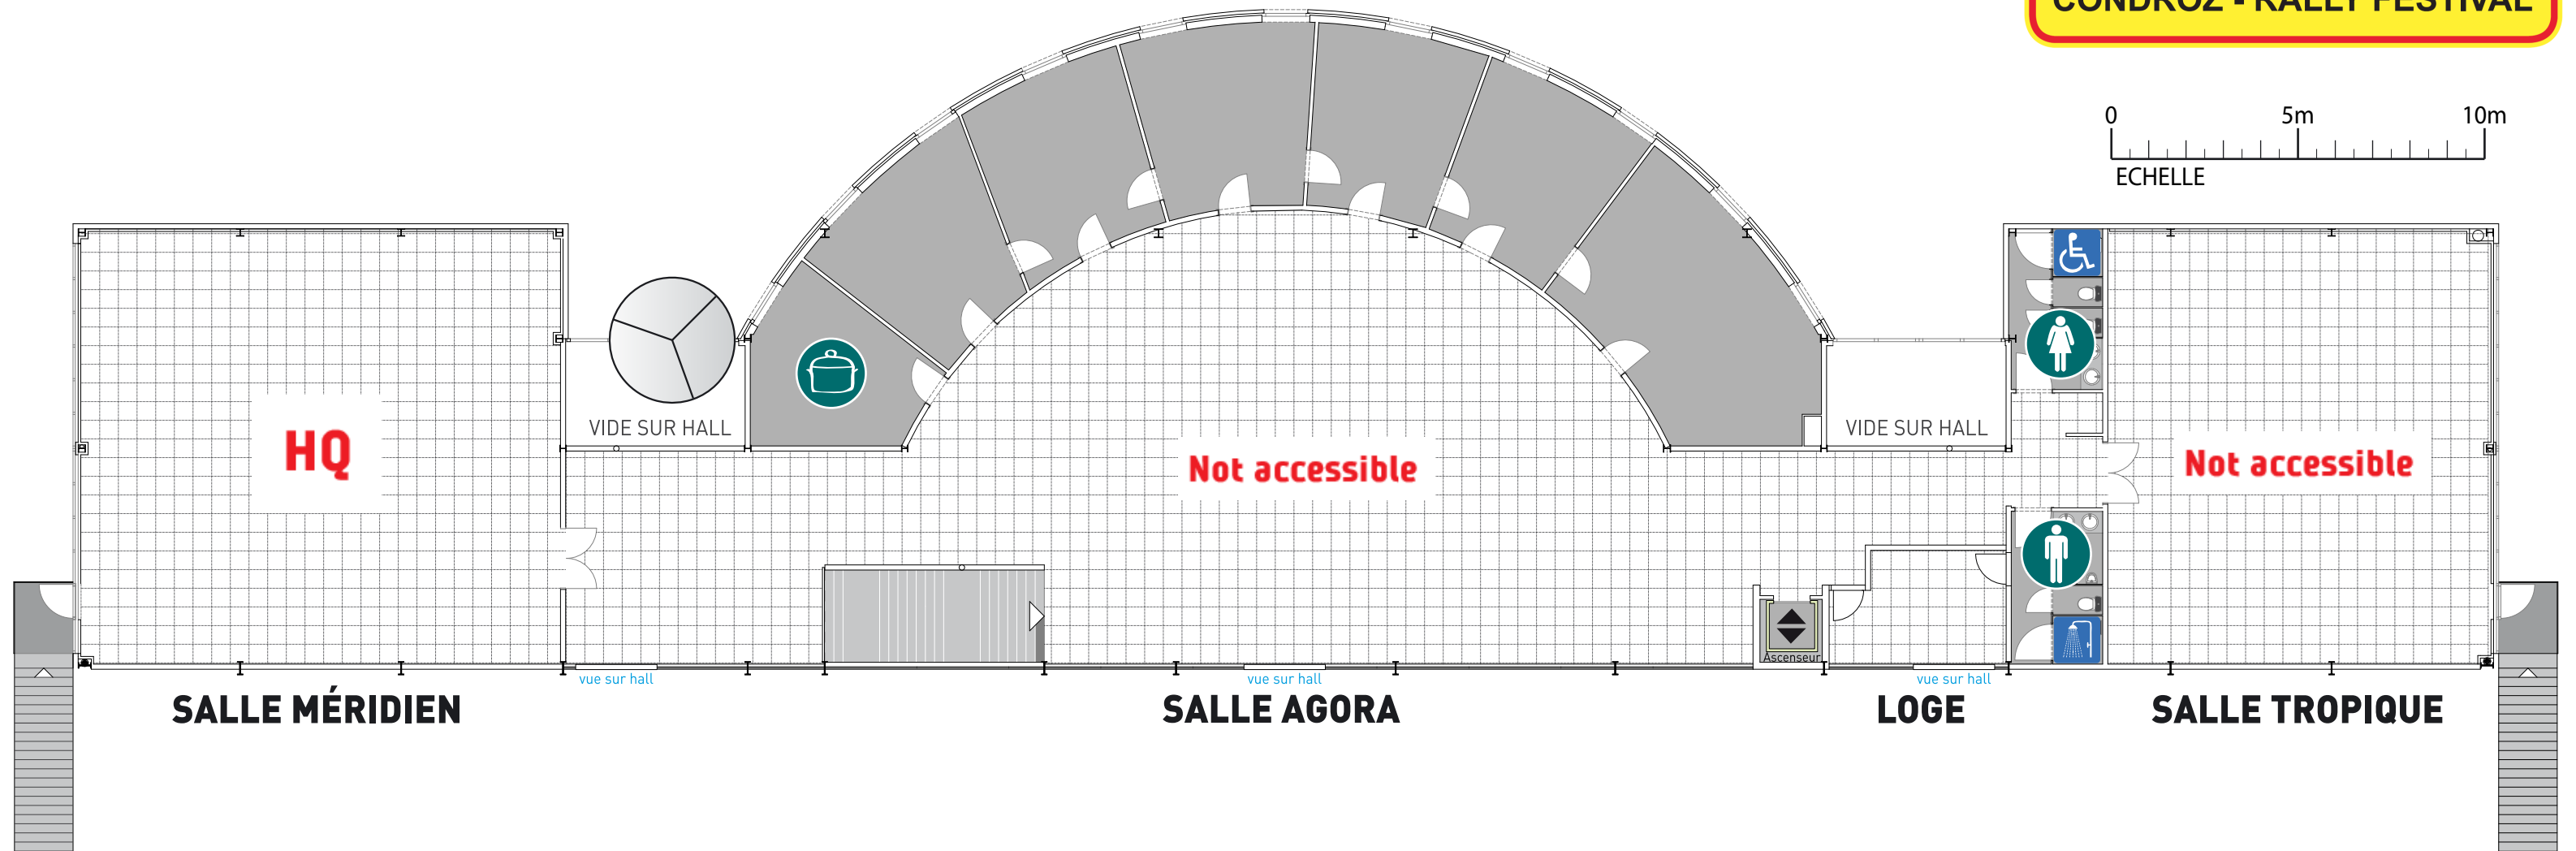 CONDROZ - RALLY FESTIVAL
0 5m 10m
ECHELLE
VIDE SUR HALL
VIDE SUR HALL
HQ
Not accessible
Not accessible
Ascenseur
vue sur hall
vue sur hall
vue sur hall
SALLE MÉRIDIEN
SALLE AGORA
LOGE
SALLE TROPIQUE